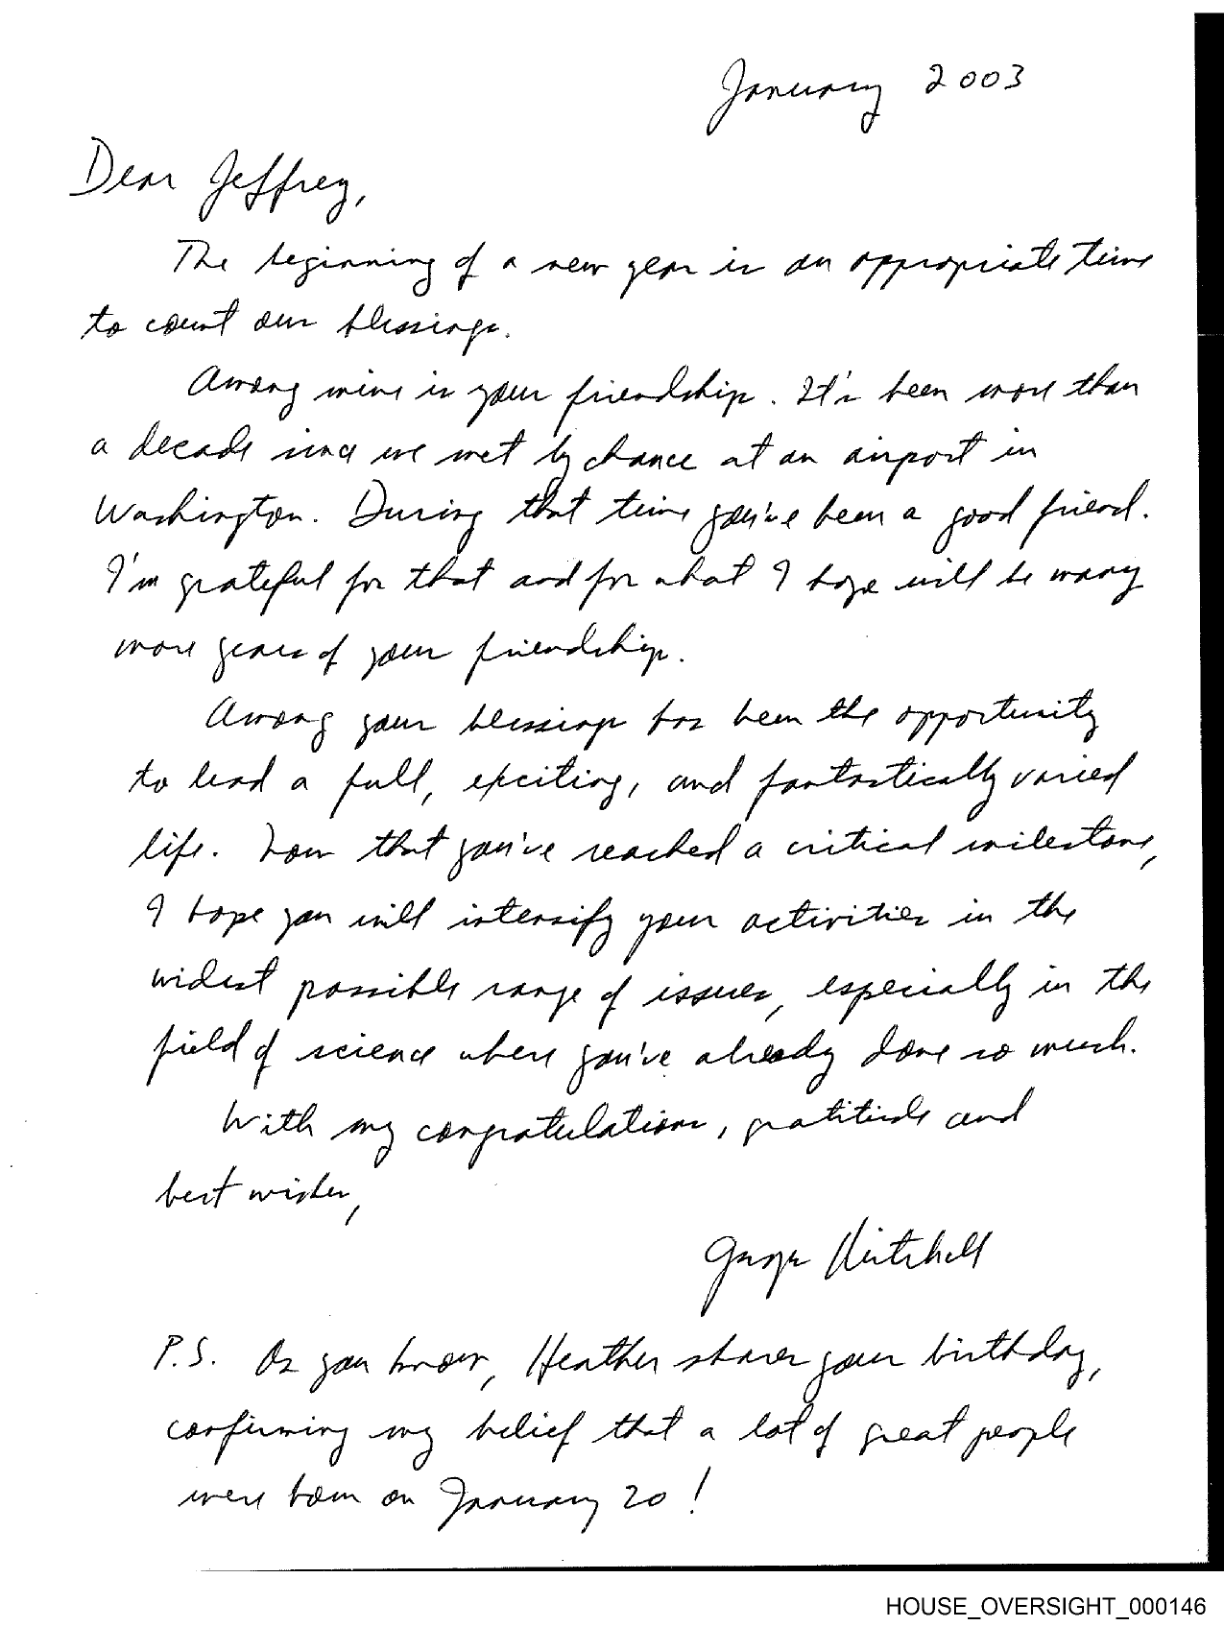 January 2003
Dear Jeffrey,
The beginning of a new year is an appropriate time
to count our blessings.
Among mine is your friendship. It's been more than
a decade since we met by chance at an airport in
Washington. During that time you've been a good friend.
I'm grateful for that and for what I hope will be many
more years of your friendship.
Among your blessings has been the opportunity
to lead a full, exciting, and fantastically varied
life. Now that you've reached a critical milestone,
I hope you will intensify your activities in the
widest possible range of issues, especially in the
field of science where you've already done so much.
With my congratulations, gratitude and
best wishes,
George Mitchell
P.S. As you know, Heather shares your birthday,
confirming my belief that a lot of great people
were born on January 20!
HOUSE_OVERSIGHT_000146